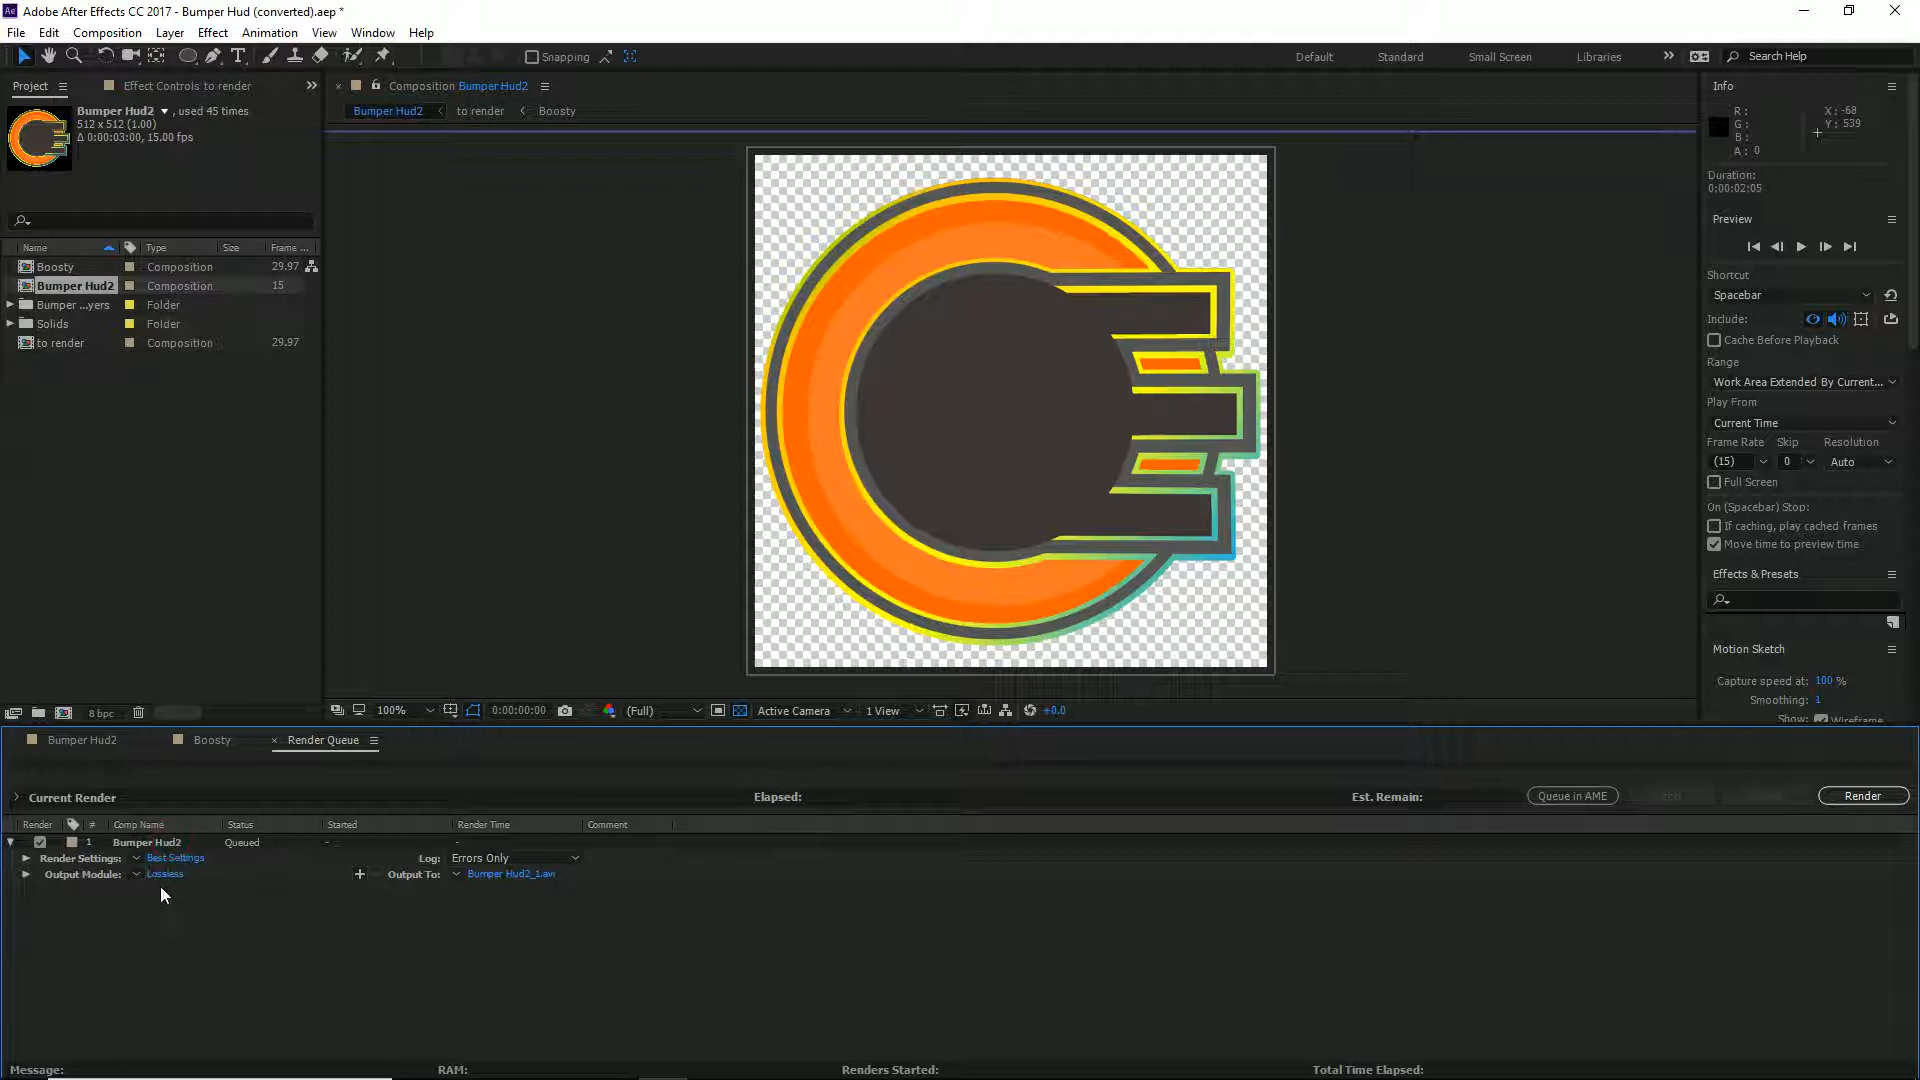 Adobe After Effects CC 2017 - Bumper Hud (converted).aep *
File Edit Composition Layer Effect Animation View Window Help
Snapping
Default Standard Small Screen Libraries
Search Help
Project
Effect Controls to render
Bumper Hud2 , used 45 times
512 x 512 (1.00)
Δ 0:00:03:00, 15.00 fps
Name Type Size Frame ...
Boosty Composition 29.97
Bumper Hud2 Composition 15
Bumper ...yers Folder
Solids Folder
to render Composition 29.97
8 bpc
Composition Bumper Hud2
Bumper Hud2 to render Boosty
100% 0:00:00:00 (Full) Active Camera 1 View +0.0
Info
R: X: -68
G: Y: 539
B:
A: 0
Duration:
0:00:02:05
Preview
Shortcut
Spacebar
Include:
Cache Before Playback
Range
Work Area Extended By Current...
Play From
Current Time
Frame Rate Skip Resolution
(15) 0 Auto
Full Screen
On (Spacebar) Stop:
If caching, play cached frames
Move time to preview time
Effects & Presets
Motion Sketch
Capture speed at: 100 %
Smoothing: 1
Show: Wireframe
Bumper Hud2 Boosty Render Queue
Current Render Elapsed: Est. Remain: Queue in AME Render
Render # Comp Name Status Started Render Time Comment
1 Bumper Hud2 Queued - -
Render Settings: Best Settings Log: Errors Only
Output Module: Lossless Output To: Bumper Hud2_1.avi
Message: RAM: Renders Started: Total Time Elapsed: